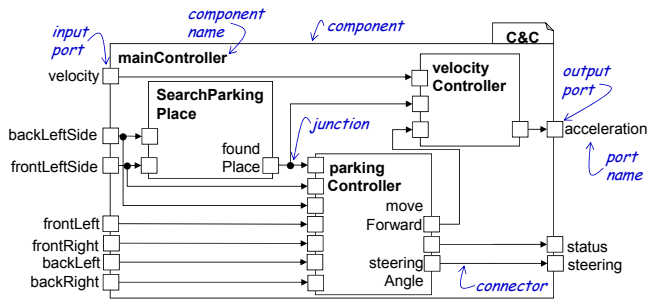 component
name
component
input
port
C&C
mainController
velocity
velocity
Controller
output
port
SearchParking
Place
backLeftSide
junction
acceleration
found
Place
frontLeftSide
parking
Controller
port
name
move
Forward
frontLeft
frontRight
status
backLeft
steering
Angle
steering
backRight
connector